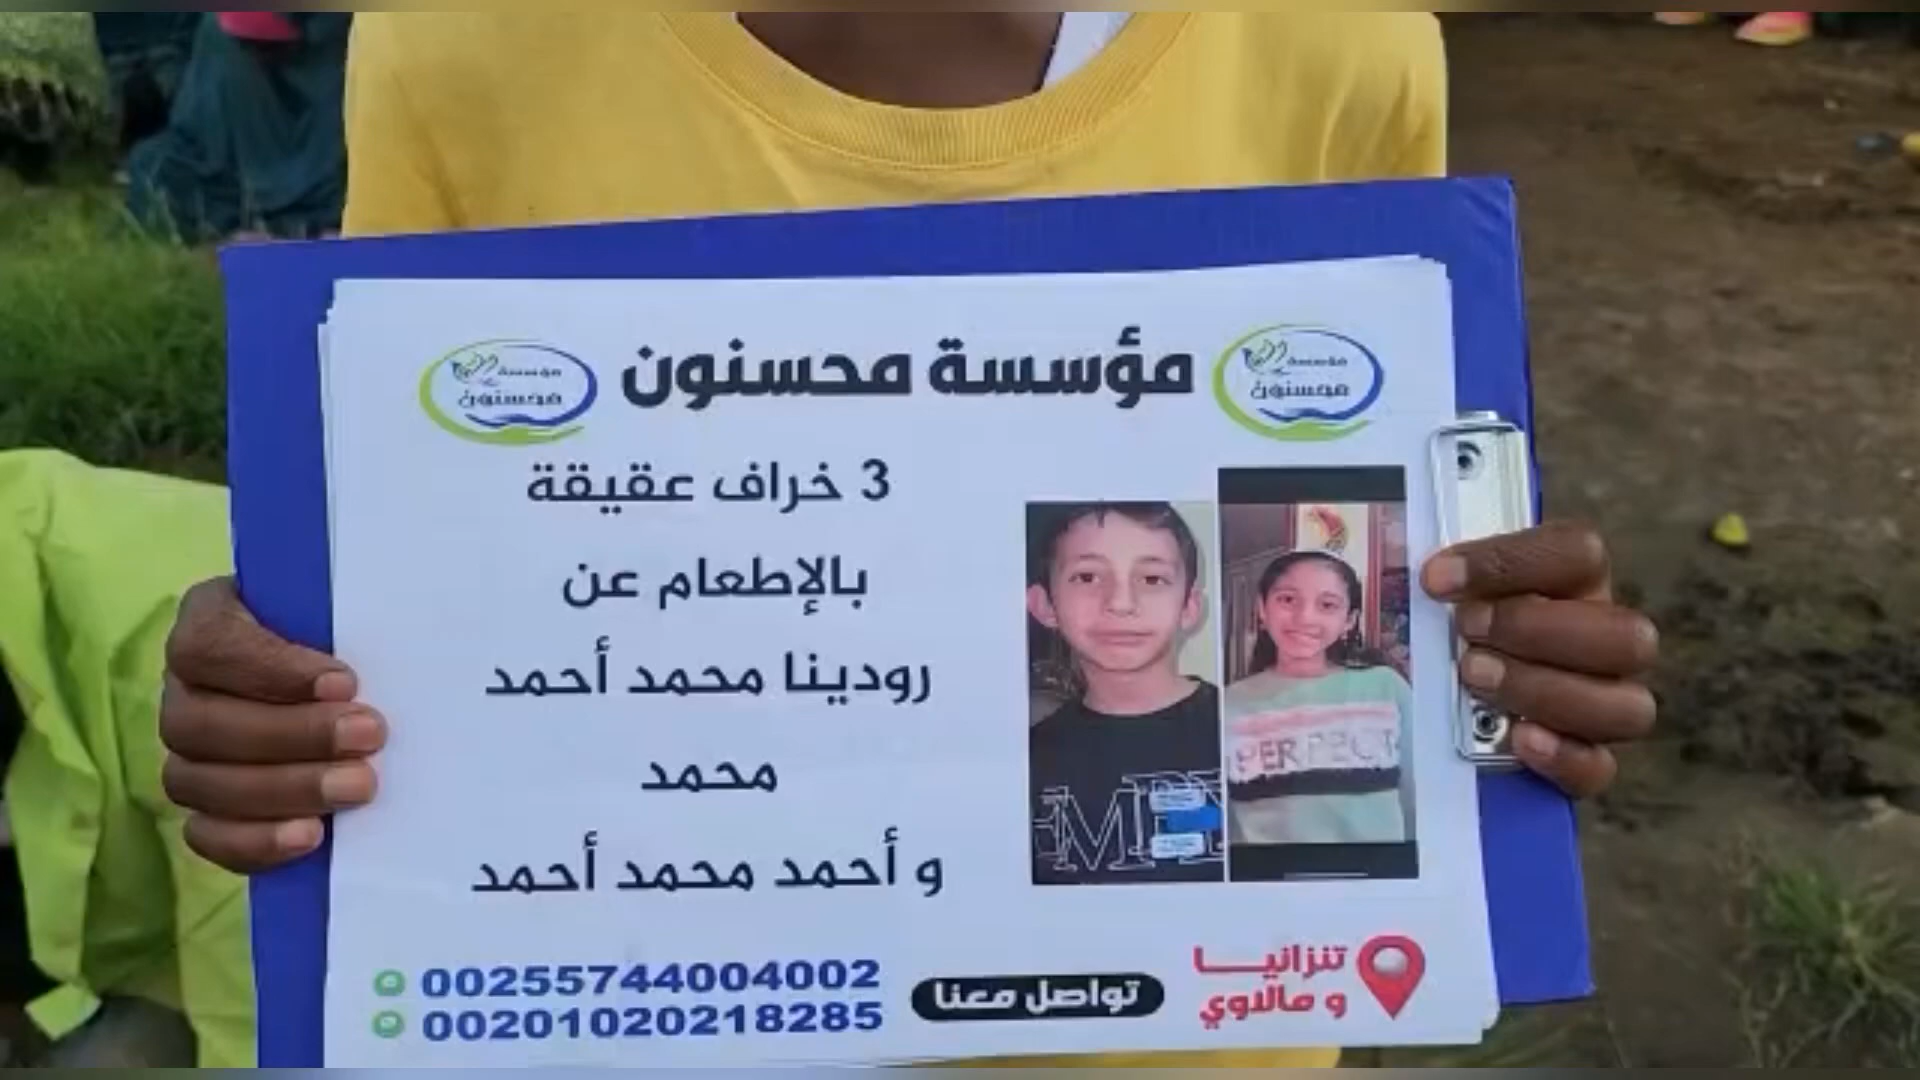 مؤسسة محسنون
مؤسسة
محسنون
مؤسسة
محسنون
3 خراف عقيقة
بالإطعام عن
رودينا محمد أحمد
محمد
و أحمد محمد أحمد
PERFECT
تنزانيا
و مالاوي
تواصل معنا
00255744004002
00201020218285